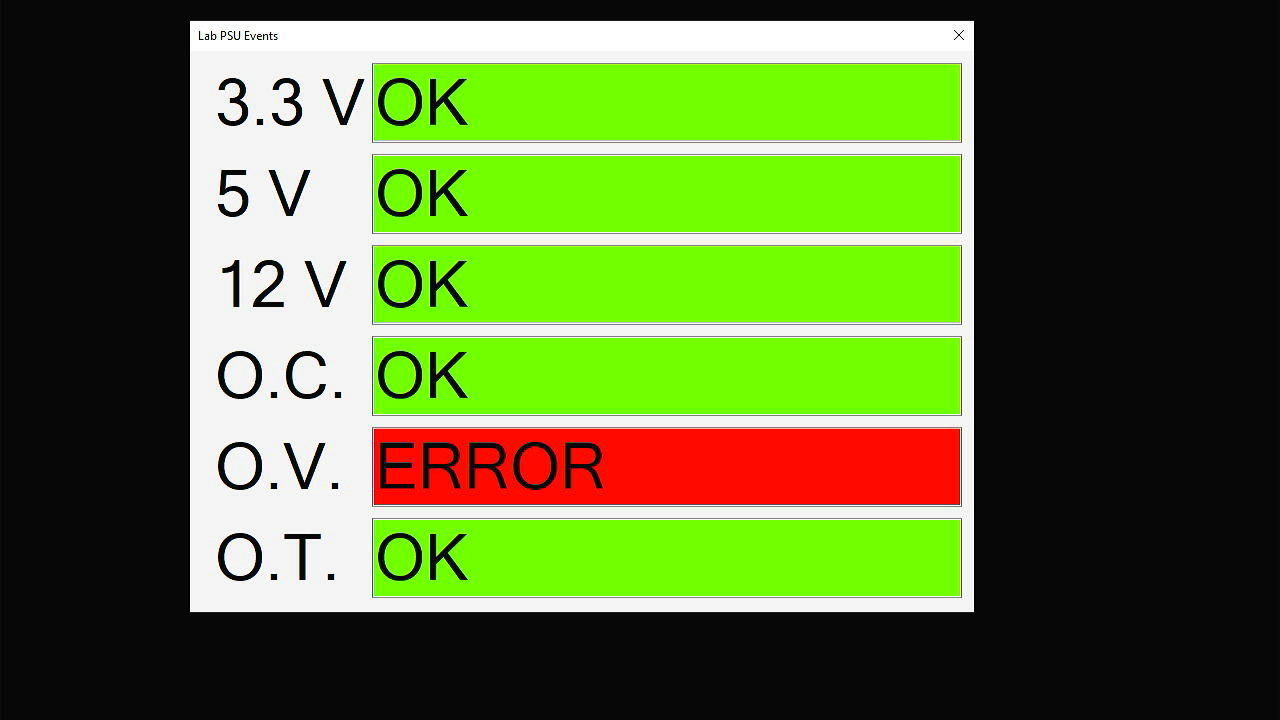 Lab PSU Events
3.3 V OK
5 V OK
12 V OK
O.C. OK
O.V. ERROR
O.T. OK